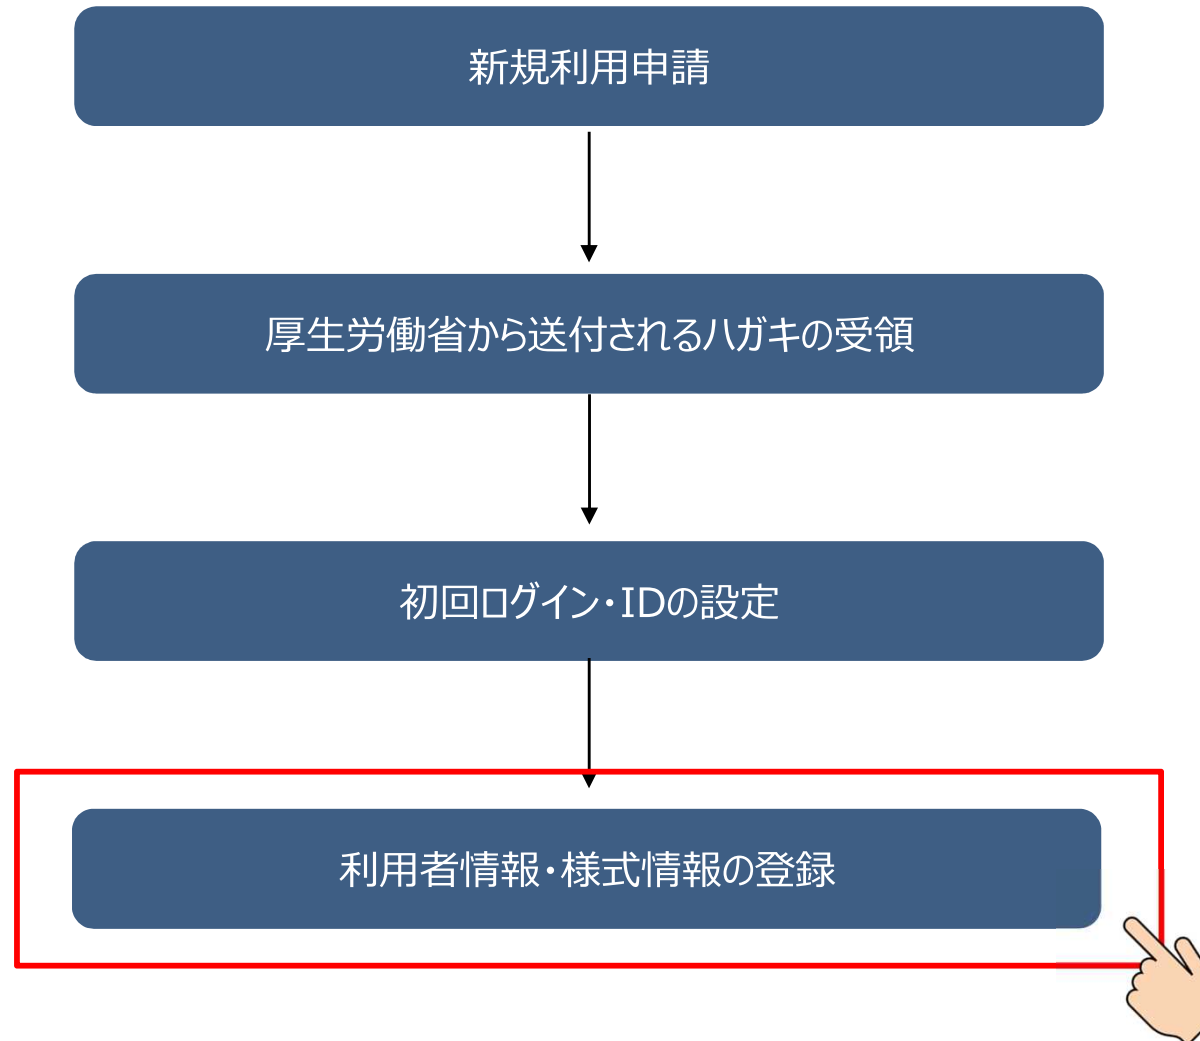 新規利用申請
厚生労働省から送付されるハガキの受領
初回ログイン・IDの設定
利用者情報・様式情報の登録